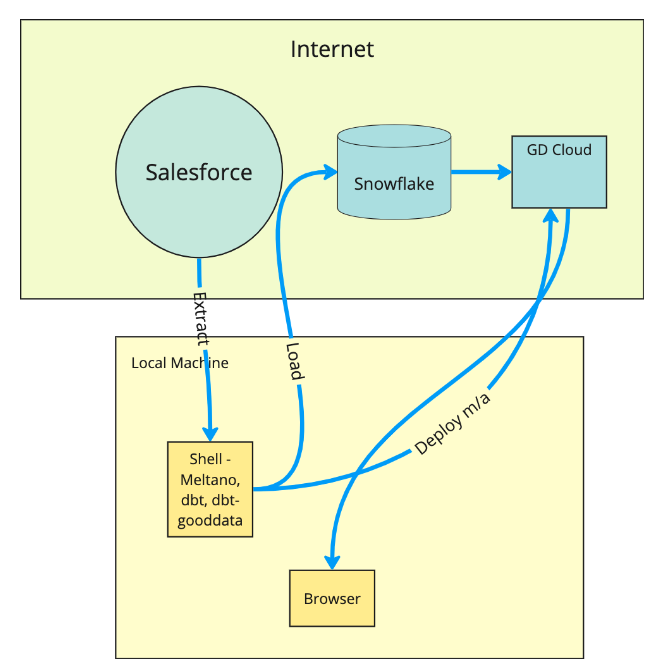 Internet
Salesforce
Snowflake
GD Cloud
Extract
Load
Local Machine
Deploy m/a
Shell -
Meltano,
dbt, dbt-
gooddata
Browser